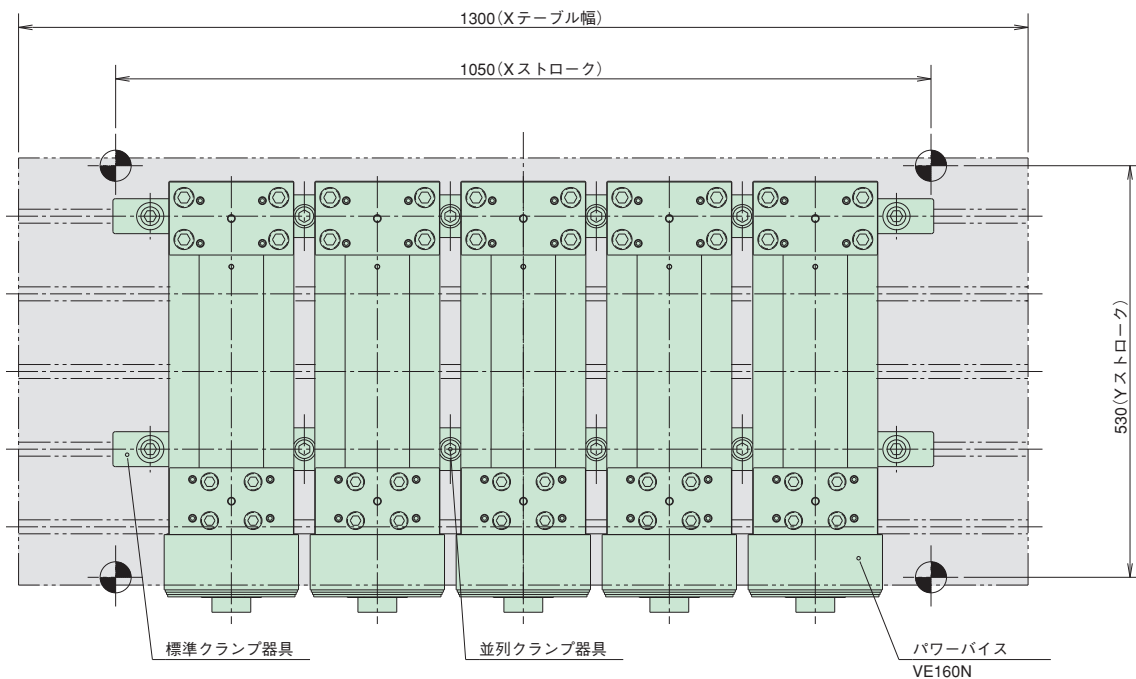 1300(Xテーブル幅)
1050(Xストローク)
530(Yストローク)
標準クランプ器具
並列クランプ器具
パワーバイス
VE160N